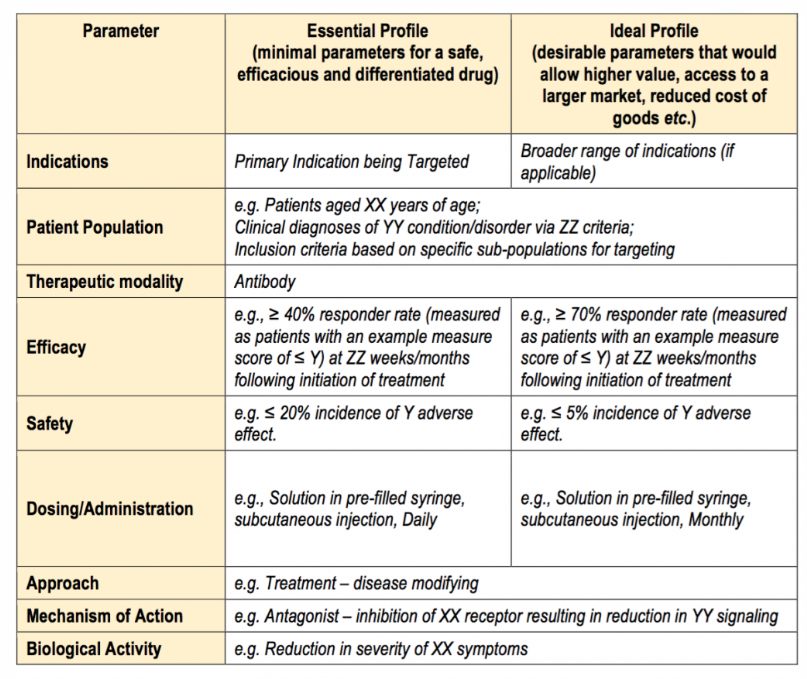 Parameter
Essential Profile
(minimal parameters for a safe,
efficacious and differentiated drug)
Ideal Profile
(desirable parameters that would
allow higher value, access to a
larger market, reduced cost of
goods etc.)
Indications
Primary Indication being Targeted
Broader range of indications (if
applicable)
Patient Population
e.g. Patients aged XX years of age;
Clinical diagnoses of YY condition/disorder via ZZ criteria;
Inclusion criteria based on specific sub-populations for targeting
Therapeutic modality
Antibody
Efficacy
e.g., ≥ 40% responder rate (measured
as patients with an example measure
score of ≤ Y) at ZZ weeks/months
following initiation of treatment
e.g., ≥ 70% responder rate (measured
as patients with an example measure
score of ≤ Y) at ZZ weeks/months
following initiation of treatment
Safety
e.g. ≤ 20% incidence of Y adverse
effect.
e.g. ≤ 5% incidence of Y adverse
effect.
Dosing/Administration
e.g., Solution in pre-filled syringe,
subcutaneous injection, Daily
e.g., Solution in pre-filled syringe,
subcutaneous injection, Monthly
Approach
e.g. Treatment – disease modifying
Mechanism of Action
e.g. Antagonist – inhibition of XX receptor resulting in reduction in YY signaling
Biological Activity
e.g. Reduction in severity of XX symptoms